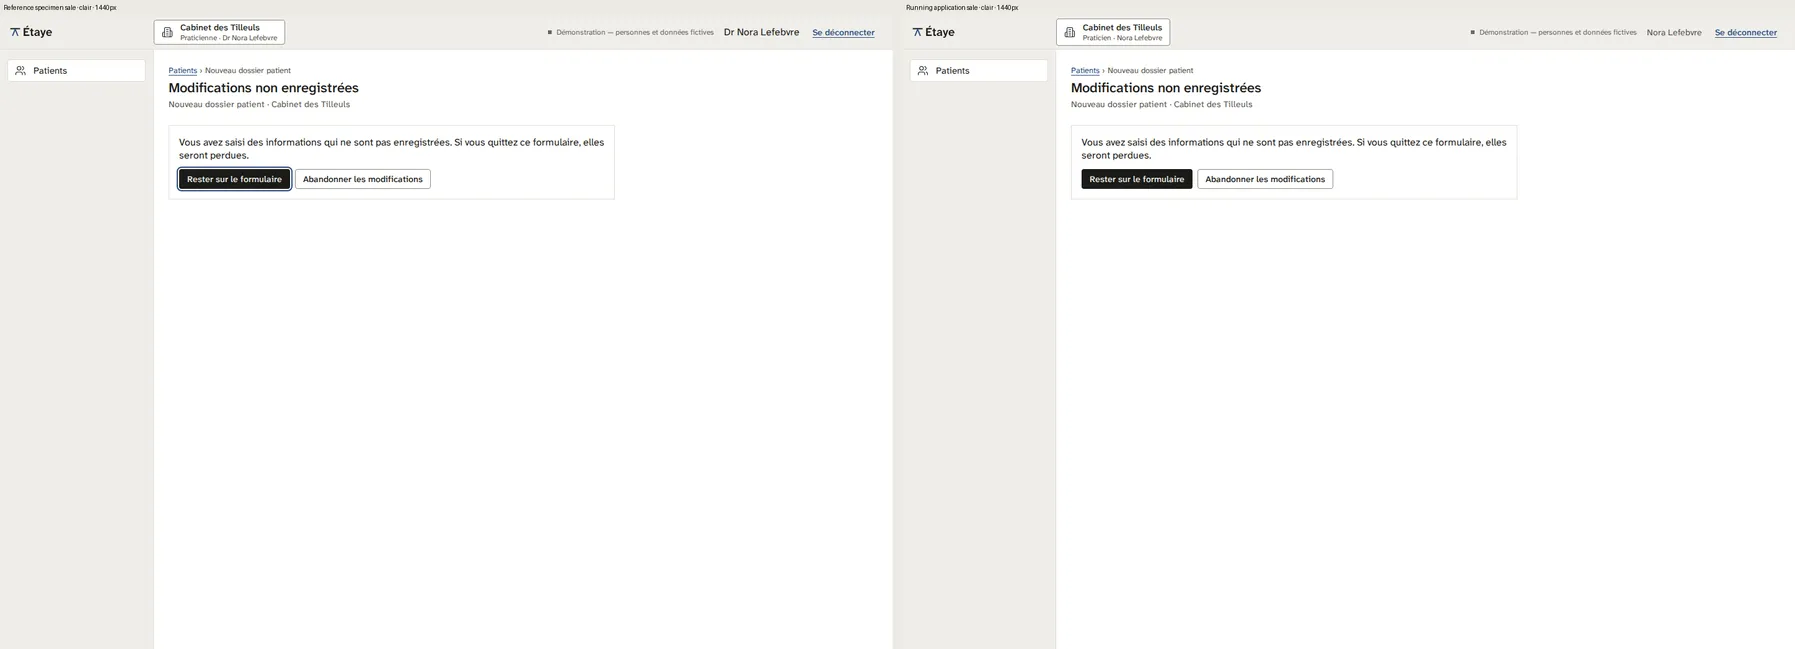 Reference specimen sale · clair · 1440px
Étaye
Cabinet des Tilleuls
Praticienne · Dr Nora Lefebvre
Démonstration — personnes et données fictives
Dr Nora Lefebvre
Se déconnecter
Patients
Patients › Nouveau dossier patient
Modifications non enregistrées
Nouveau dossier patient · Cabinet des Tilleuls
Vous avez saisi des informations qui ne sont pas enregistrées. Si vous quittez ce formulaire, elles
seront perdues.
Rester sur le formulaire
Abandonner les modifications
Running application sale · clair · 1440px
Étaye
Cabinet des Tilleuls
Praticien · Nora Lefebvre
Démonstration — personnes et données fictives
Nora Lefebvre
Se déconnecter
Patients
Patients › Nouveau dossier patient
Modifications non enregistrées
Nouveau dossier patient · Cabinet des Tilleuls
Vous avez saisi des informations qui ne sont pas enregistrées. Si vous quittez ce formulaire, elles
seront perdues.
Rester sur le formulaire
Abandonner les modifications